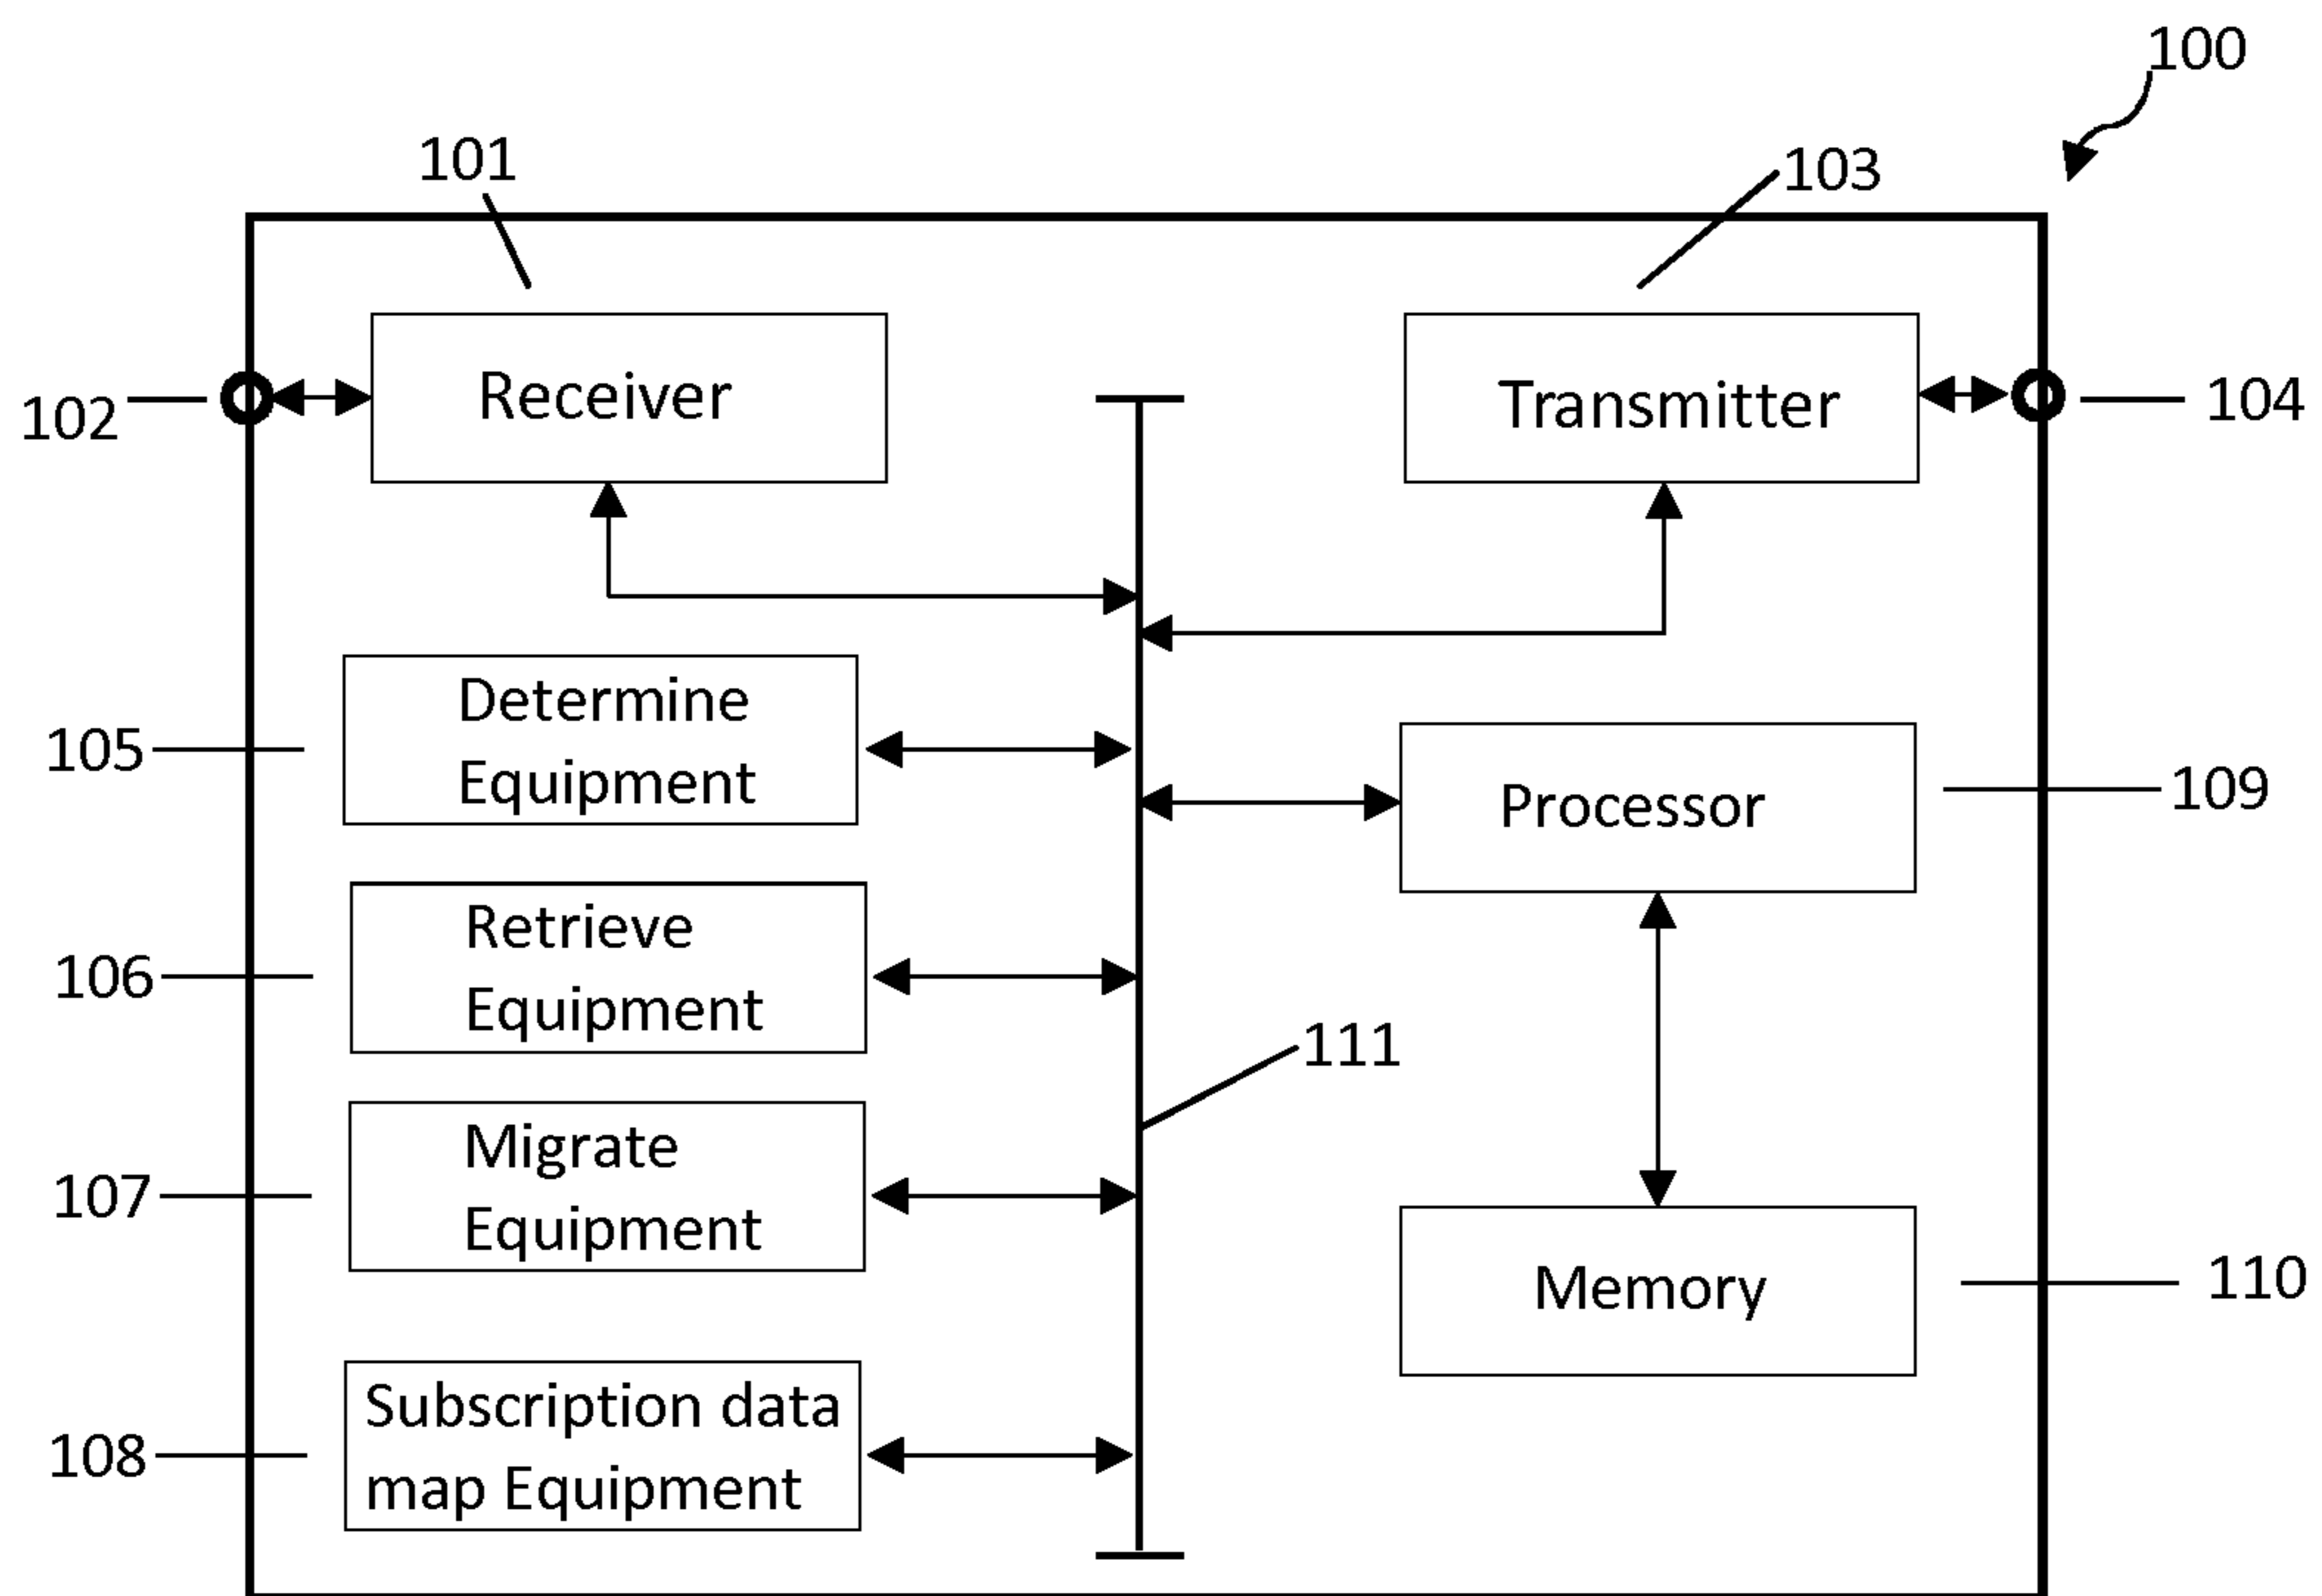 100
101
103
Receiver
Transmitter
102
104
Determine
Equipment
105
Processor
109
Retrieve
Equipment
106
111
Migrate
Equipment
107
Memory
110
Subscription data
map Equipment
108